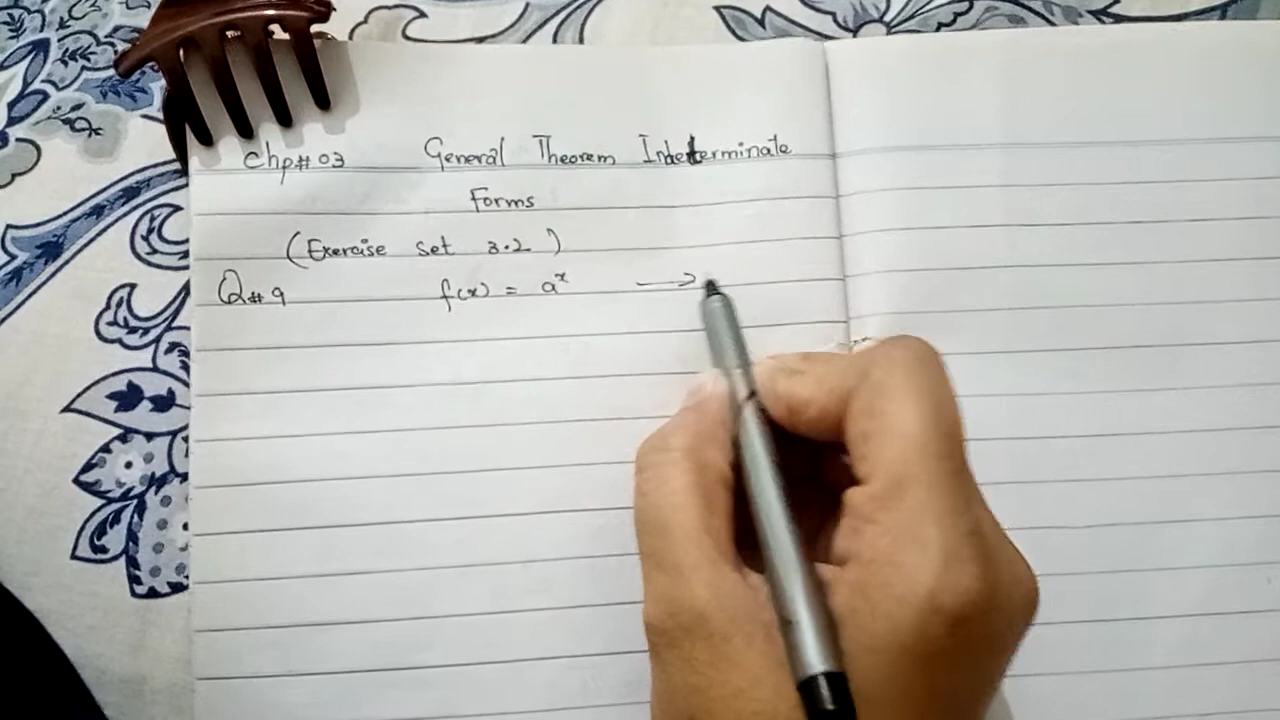 Chp# 03 General Theorem Indeterminate
Forms
(Exercise set 3.2)
Q# 9 f(x) = a^x →